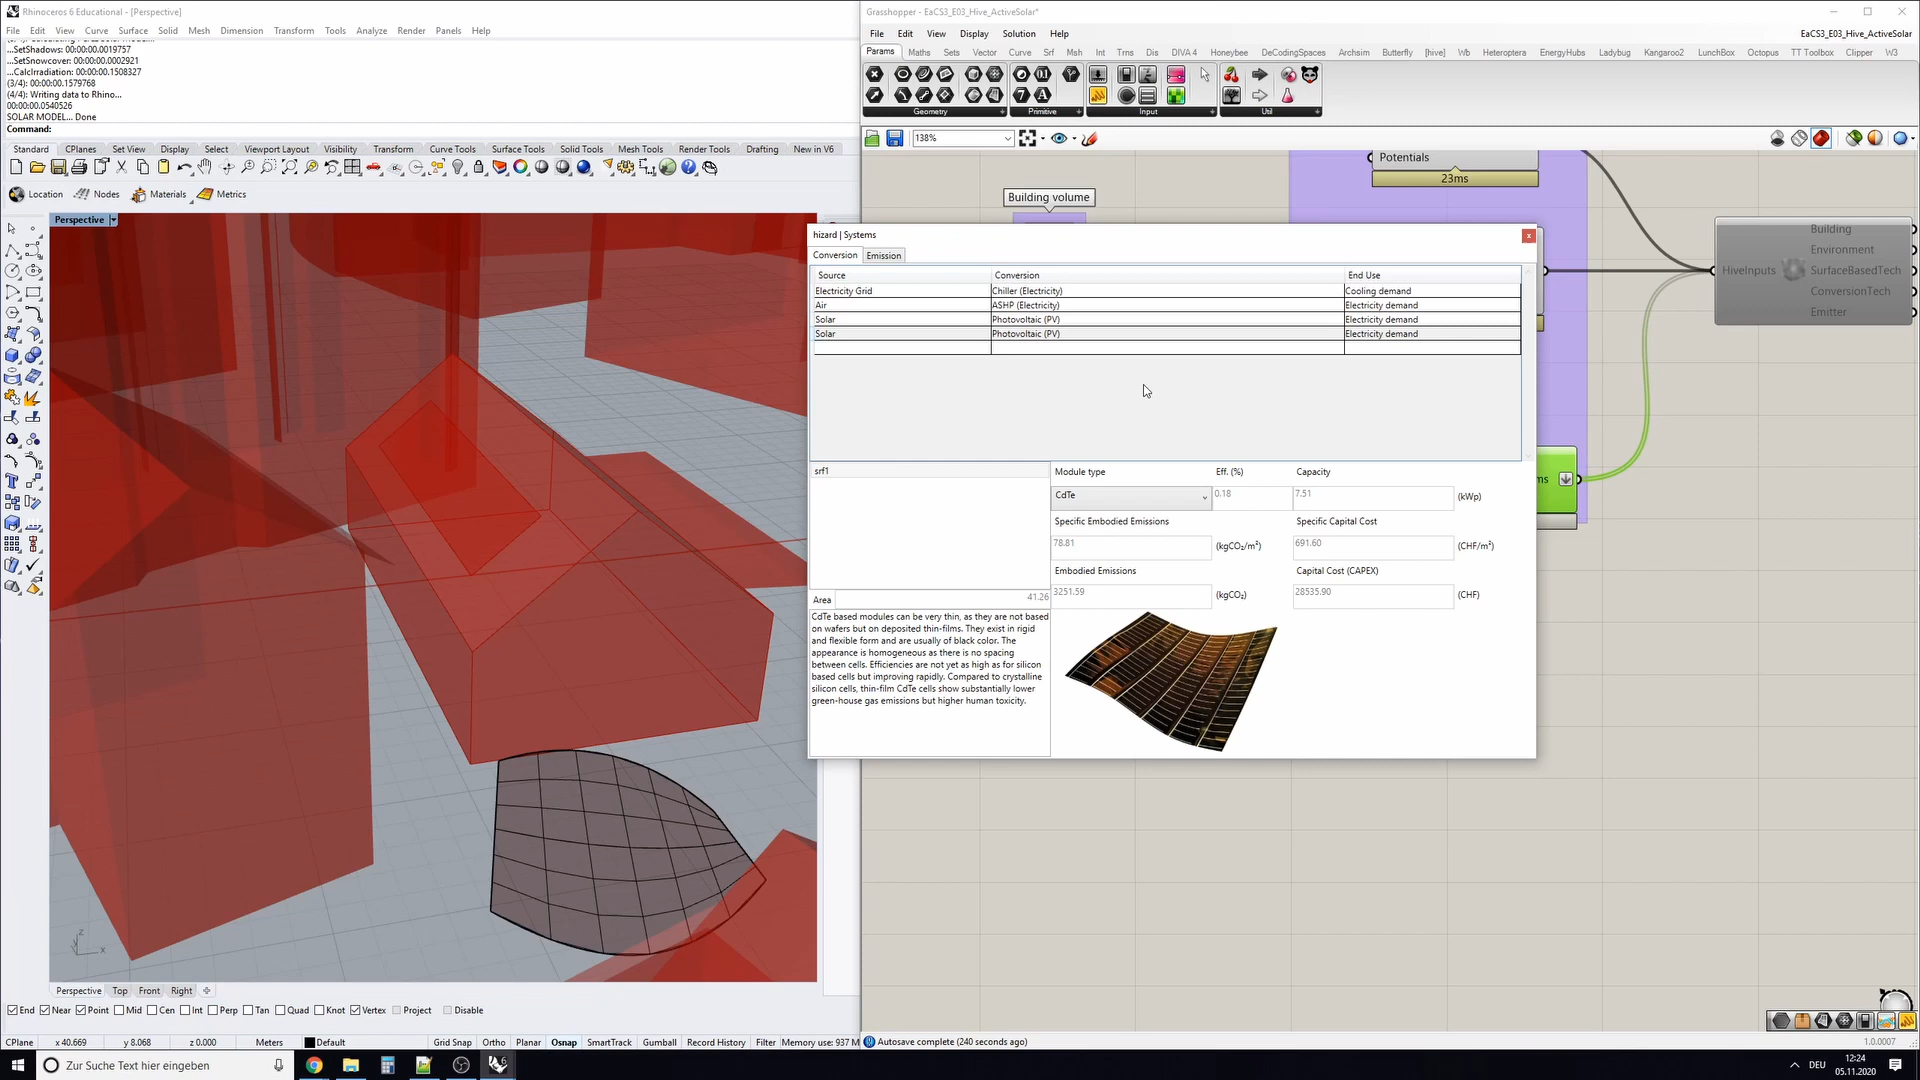 Rhinoceros 6 Educational - [Perspective]
File Edit View Curve Surface Solid Mesh Dimension Transform Tools Analyze Render Panels Help
...SetShadows: 00:00:00.0019757
...SetSnowcover: 00:00:00.0002921
...CalcIrradiation: 00:00:00.1508327
(3/4): 00:00:00.1579768
(4/4): Writing data to Rhino...
00:00:00.0540526
SOLAR MODEL... Done
Command:
Standard CPlanes Set View Display Select Viewport Layout Visibility Transform Curve Tools Surface Tools Solid Tools Mesh Tools Render Tools Drafting New in V6
Location Nodes Materials Metrics
Perspective
z
x
Perspective Top Front Right
End Near Point Mid Cen Int Perp Tan Quad Knot Vertex Project Disable
CPlane x 40.669 y 8.068 z 0.000 Meters Default Grid Snap Ortho Planar Osnap SmartTrack Gumball Record History Filter Memory use: 937 M
Grasshopper - EaCS3_E03_Hive_ActiveSolar*
File Edit View Display Solution Help
EaCS3_E03_Hive_ActiveSolar
Params Maths Sets Vector Curve Srf Msh Int Trns Dis DIVA 4 Honeybee DeCodingSpaces Archsim Butterfly [hive] Wb Heteroptera EnergyHubs Ladybug Kangaroo2 LunchBox Octopus TT Toolbox Clipper W3
Geometry Primitive Input Util
138%
Potentials
23ms
Building volume
HiveInputs
Building
Environment
SurfaceBasedTech
ConversionTech
Emitter
ms
hizard | Systems
x
Conversion Emission
Source Conversion End Use
Electricity Grid Chiller (Electricity) Cooling demand
Air ASHP (Electricity) Electricity demand
Solar Photovoltaic (PV) Electricity demand
Solar Photovoltaic (PV) Electricity demand
srf1
Module type Eff. (%) Capacity
CdTe 0.18 7.51 (kWp)
Specific Embodied Emissions Specific Capital Cost
78.81 (kgCO₂/m²) 691.60 (CHF/m²)
Embodied Emissions Capital Cost (CAPEX)
3251.59 (kgCO₂) 28535.90 (CHF)
Area 41.26
CdTe based modules can be very thin, as they are not based
on wafers but on deposited thin-films. They exist in rigid
and flexible form and are usually of black color. The
appearance is homogeneous as there is no spacing
between cells. Efficiencies are not yet as high as for silicon
based cells but improving rapidly. Compared to crystalline
silicon cells, thin-film CdTe cells show substantially lower
green-house gas emissions but higher human toxicity.
Autosave complete (240 seconds ago)
1.0.0007
Zur Suche Text hier eingeben
DEU
12:24
05.11.2020